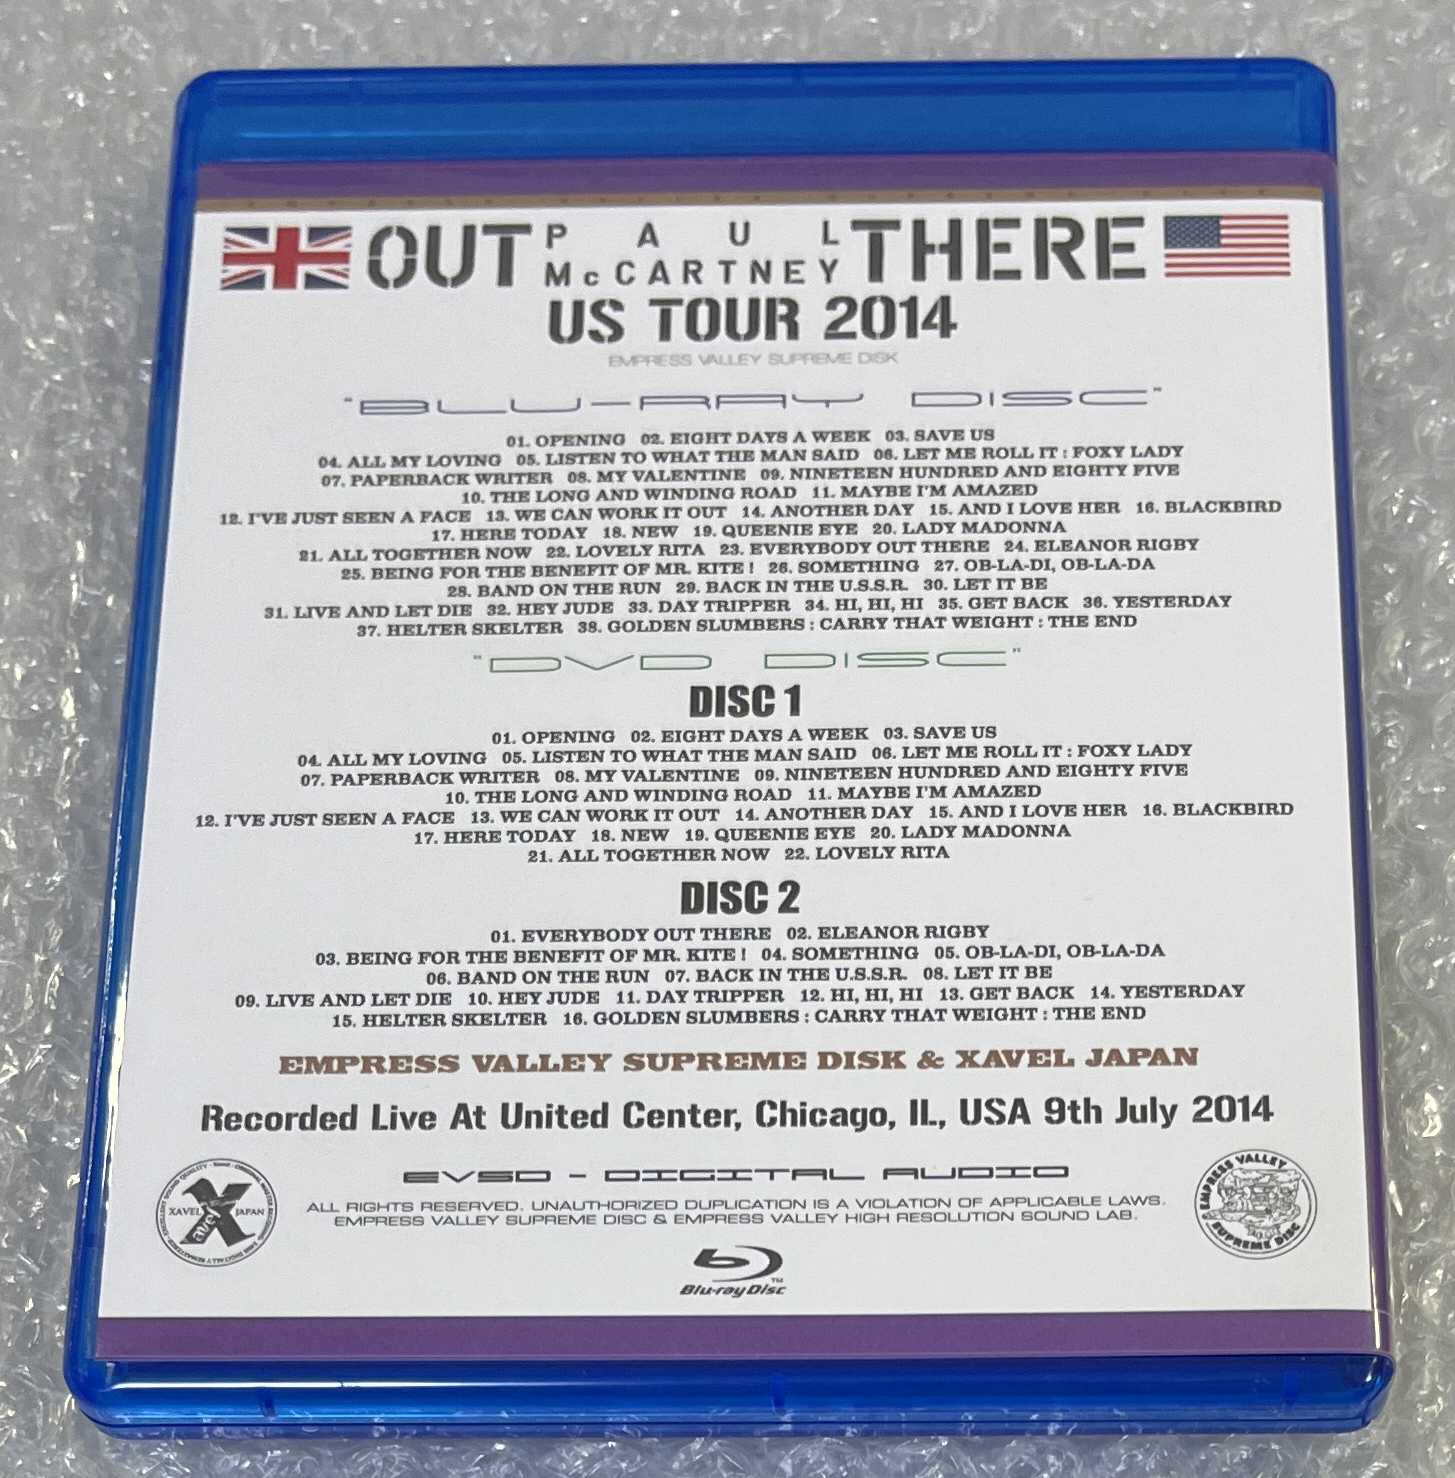 OUT PAUL McCARTNEY THERE
US TOUR 2014
EMPRESS VALLEY SUPREME DISK
"BLU-RAY DISC"
01. OPENING 02. EIGHT DAYS A WEEK 03. SAVE US
04. ALL MY LOVING 05. LISTEN TO WHAT THE MAN SAID 06. LET ME ROLL IT : FOXY LADY
07. PAPERBACK WRITER 08. MY VALENTINE 09. NINETEEN HUNDRED AND EIGHTY FIVE
10. THE LONG AND WINDING ROAD 11. MAYBE I'M AMAZED
12. I'VE JUST SEEN A FACE 13. WE CAN WORK IT OUT 14. ANOTHER DAY 15. AND I LOVE HER 16. BLACKBIRD
17. HERE TODAY 18. NEW 19. QUEENIE EYE 20. LADY MADONNA
21. ALL TOGETHER NOW 22. LOVELY RITA 23. EVERYBODY OUT THERE 24. ELEANOR RIGBY
25. BEING FOR THE BENEFIT OF MR. KITE ! 26. SOMETHING 27. OB-LA-DI, OB-LA-DA
28. BAND ON THE RUN 29. BACK IN THE U.S.S.R. 30. LET IT BE
31. LIVE AND LET DIE 32. HEY JUDE 33. DAY TRIPPER 34. HI, HI, HI 35. GET BACK 36. YESTERDAY
37. HELTER SKELTER 38. GOLDEN SLUMBERS : CARRY THAT WEIGHT : THE END
"DVD DISC"
DISC 1
01. OPENING 02. EIGHT DAYS A WEEK 03. SAVE US
04. ALL MY LOVING 05. LISTEN TO WHAT THE MAN SAID 06. LET ME ROLL IT : FOXY LADY
07. PAPERBACK WRITER 08. MY VALENTINE 09. NINETEEN HUNDRED AND EIGHTY FIVE
10. THE LONG AND WINDING ROAD 11. MAYBE I'M AMAZED
12. I'VE JUST SEEN A FACE 13. WE CAN WORK IT OUT 14. ANOTHER DAY 15. AND I LOVE HER 16. BLACKBIRD
17. HERE TODAY 18. NEW 19. QUEENIE EYE 20. LADY MADONNA
21. ALL TOGETHER NOW 22. LOVELY RITA
DISC 2
01. EVERYBODY OUT THERE 02. ELEANOR RIGBY
03. BEING FOR THE BENEFIT OF MR. KITE ! 04. SOMETHING 05. OB-LA-DI, OB-LA-DA
06. BAND ON THE RUN 07. BACK IN THE U.S.S.R. 08. LET IT BE
09. LIVE AND LET DIE 10. HEY JUDE 11. DAY TRIPPER 12. HI, HI, HI 13. GET BACK 14. YESTERDAY
15. HELTER SKELTER 16. GOLDEN SLUMBERS : CARRY THAT WEIGHT : THE END
EMPRESS VALLEY SUPREME DISK & XAVEL JAPAN
Recorded Live At United Center, Chicago, IL, USA 9th July 2014
EVSD - DIGITAL AUDIO
ALL RIGHTS RESERVED. UNAUTHORIZED DUPLICATION IS A VIOLATION OF APPLICABLE LAWS.
EMPRESS VALLEY SUPREME DISC & EMPRESS VALLEY HIGH RESOLUTION SOUND LAB.
XAVEL JAPAN
EMPRESS VALLEY
SUPREME DISC
Blu-ray Disc™